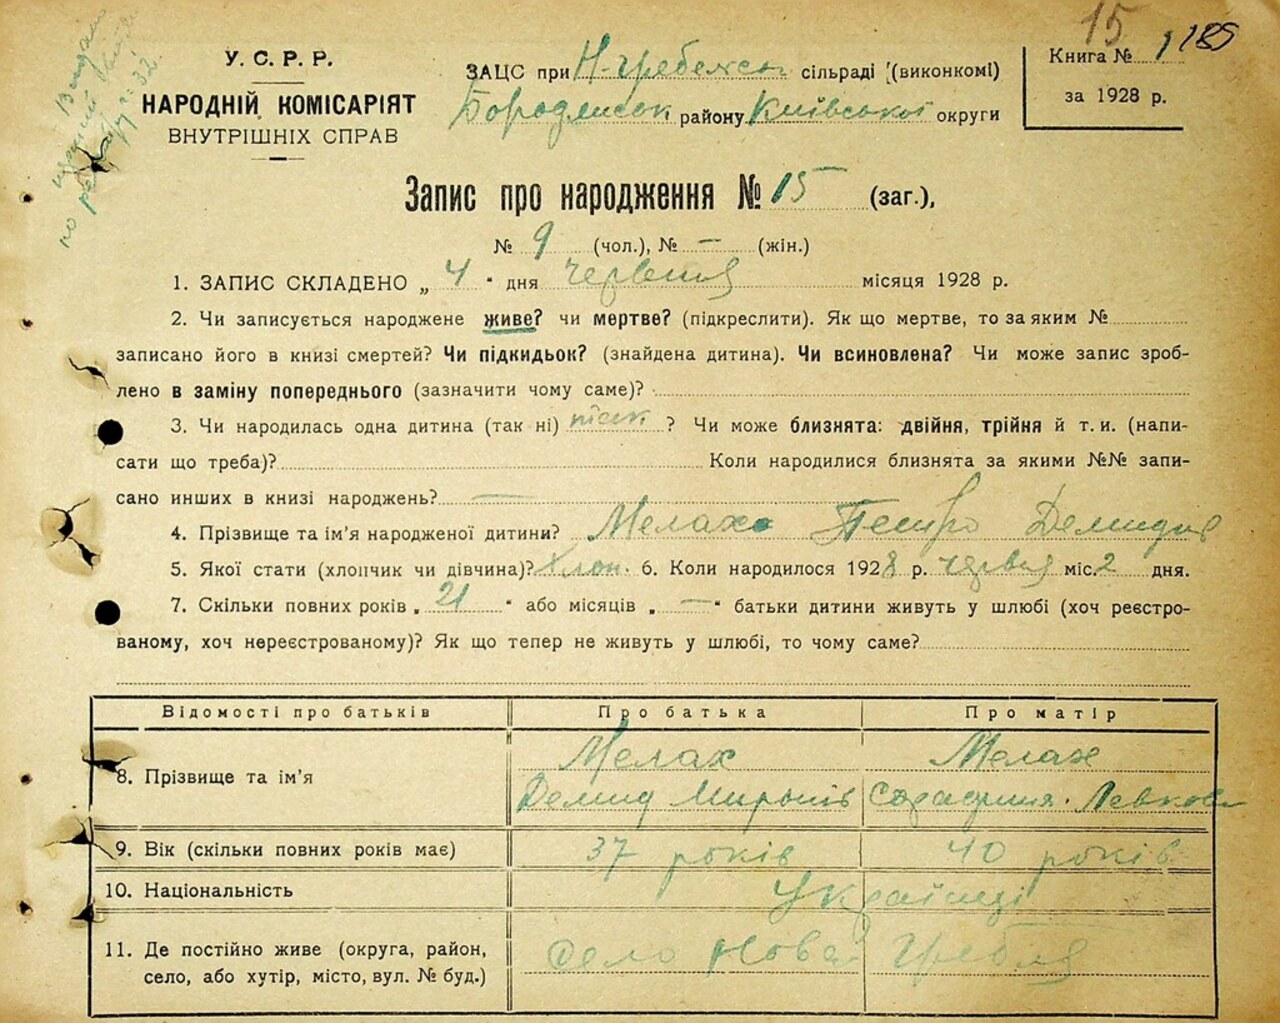 15 185
У. С. Р. Р.
НАРОДНІЙ КОМІСАРІЯТ
ВНУТРІШНІХ СПРАВ
ЗАЦС при Н-Гребельск сільраді (виконкомі)
Бородянськ району Київської округи
Книга № 1
за 1928 р.
Запис про народження № 15 (заг.),
№ 9 (чол.), № — (жін.)
1. ЗАПИС СКЛАДЕНО „ 4 " дня червня місяця 1928 р.
2. Чи записується народжене живе? чи мертве? (підкреслити). Як що мертве, то за яким №
записано його в книзі смертей? Чи підкидьок? (знайдена дитина). Чи всиновлена? Чи може запис зроб-
лено в заміну попереднього (зазначити чому саме)?
3. Чи народилась одна дитина (так ні) так ? Чи може близнята: двійня, трійня й т. и. (напи-
сати що треба)? Коли народилися близнята за якими №№ запи-
сано инших в книзі народжень? —
4. Прізвище та ім'я народженої дитини? Мелах Петро Демидів
5. Якої стати (хлопчик чи дівчина)? Хлоп. 6. Коли народилося 1928 р. червня міс. 2 дня.
7. Скільки повних років „ 21 " або місяців „ — " батьки дитини живуть у шлюбі (хоч реєстро-
ваному, хоч нереєстрованому)? Як що тепер не живуть у шлюбі, то чому саме?
Відомості про батьків Про батька Про матір
8. Прізвище та ім'я Мелах Демид Миронів Мелах Левкова
9. Вік (скільки повних років має) 37 років 40 років
10. Національність Українці
11. Де постійно живе (округа, район,
село, або хутір, місто, вул. № буд.) село Нова Гребля